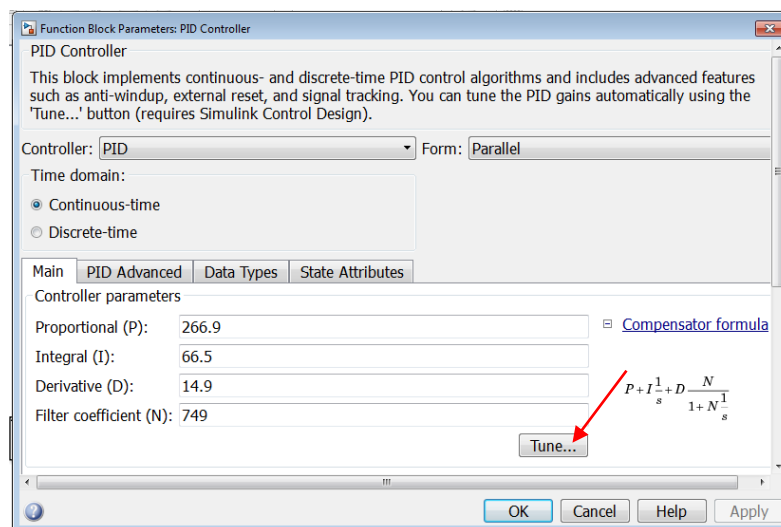 Function Block Parameters: PID Controller
PID Controller
This block implements continuous- and discrete-time PID control algorithms and includes advanced features
such as anti-windup, external reset, and signal tracking. You can tune the PID gains automatically using the
'Tune...' button (requires Simulink Control Design).
Controller: PID Form: Parallel
Time domain:
Continuous-time
Discrete-time
Main PID Advanced Data Types State Attributes
Controller parameters
Proportional (P): 266.9 Compensator formula
Integral (I): 66.5
Derivative (D): 14.9
P+I 1/s +D N/(1+N 1/s)
Filter coefficient (N): 749
Tune...
OK Cancel Help Apply